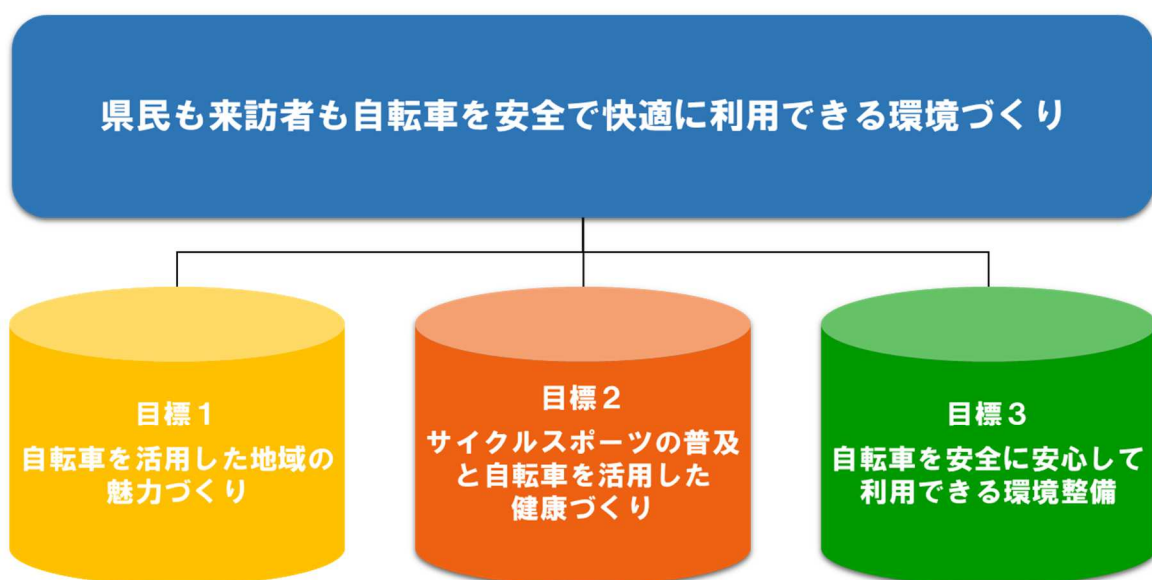 県民も来訪者も自転車を安全で快適に利用できる環境づくり
目標１
自転車を活用した地域の
魅力づくり
目標２
サイクルスポーツの普及
と自転車を活用した
健康づくり
目標３
自転車を安全に安心して
利用できる環境整備